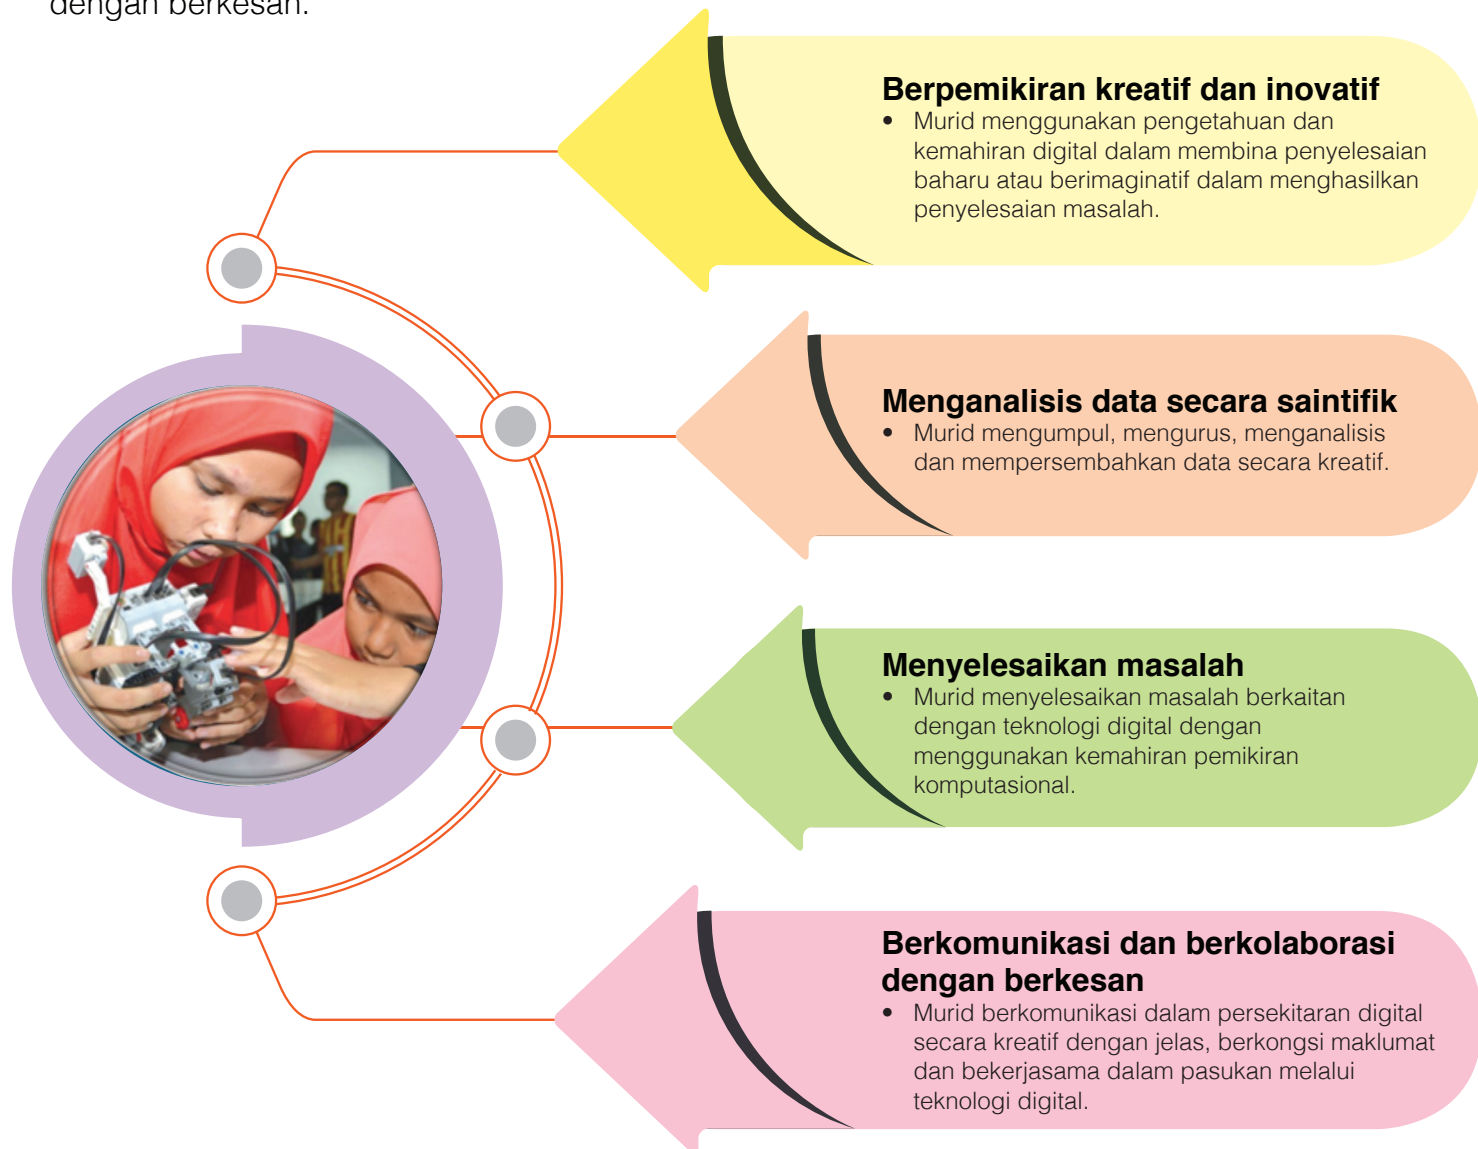 dengan berkesan.
Berpemikiran kreatif dan inovatif
• Murid menggunakan pengetahuan dan
kemahiran digital dalam membina penyelesaian
baharu atau berimaginatif dalam menghasilkan
penyelesaian masalah.
Menganalisis data secara saintifik
• Murid mengumpul, mengurus, menganalisis
dan mempersembahkan data secara kreatif.
Menyelesaikan masalah
• Murid menyelesaikan masalah berkaitan
dengan teknologi digital dengan
menggunakan kemahiran pemikiran
komputasional.
Berkomunikasi dan berkolaborasi
dengan berkesan
• Murid berkomunikasi dalam persekitaran digital
secara kreatif dengan jelas, berkongsi maklumat
dan bekerjasama dalam pasukan melalui
teknologi digital.